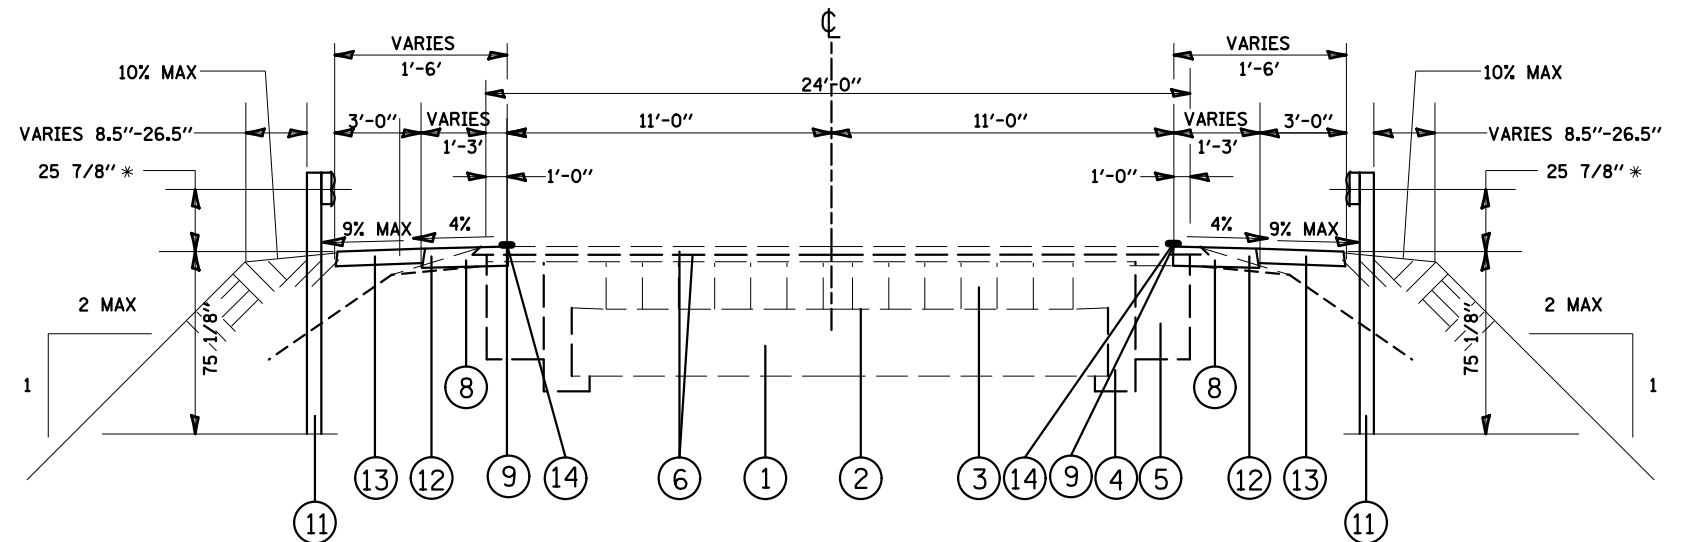 ℄
VARIES
1'-6'
VARIES
1'-6'
10% MAX
24'-0"
10% MAX
VARIES 8.5"-26.5"
3'-0"
VARIES
1'-3'
11'-0"
11'-0"
VARIES
1'-3'
3'-0"
VARIES 8.5"-26.5"
25 7/8" *
1'-0"
1'-0"
25 7/8" *
9% MAX
4%
4%
9% MAX
2 MAX
75 1/8"
1
2 MAX
75 1/8"
1
8
8
13
12
9
14
6
1
2
3
14
9
4
5
12
13
11
11